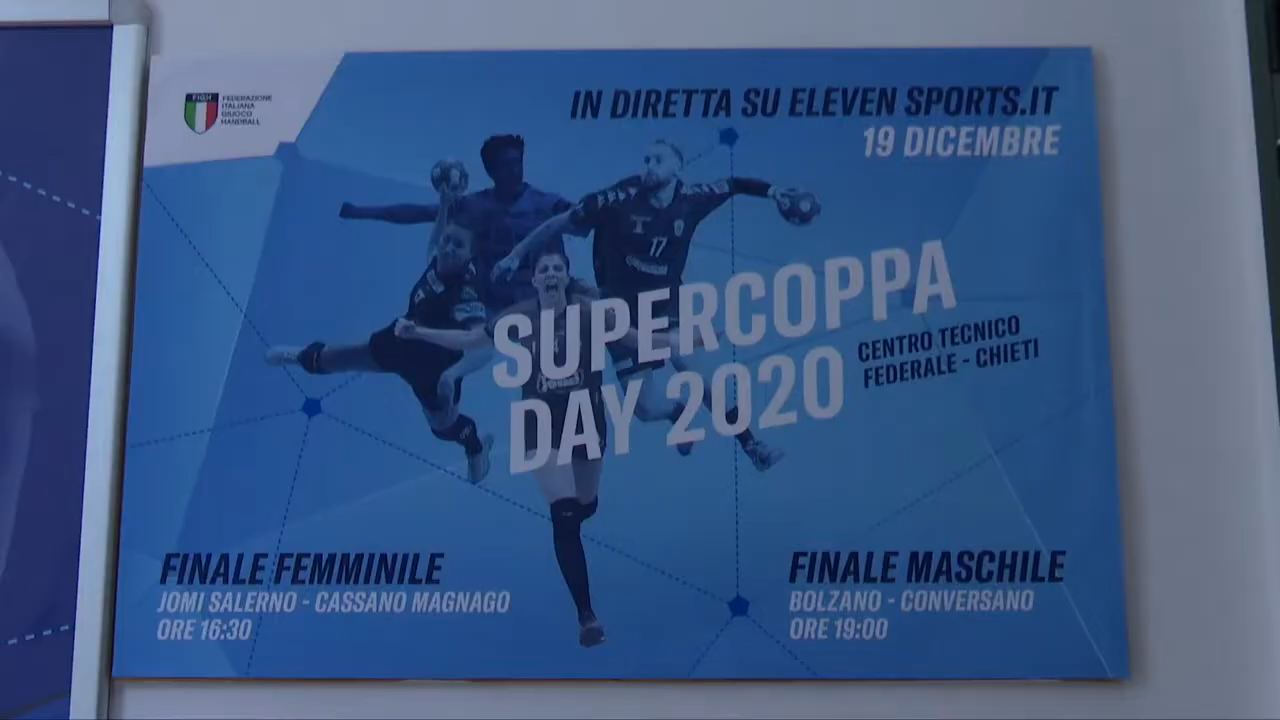 FIGH
FEDERAZIONE
ITALIANA
GIUOCO
HANDBALL
IN DIRETTA SU ELEVEN SPORTS.IT
19 DICEMBRE
17
SUPERCOPPA
DAY 2020
CENTRO TECNICO
FEDERALE - CHIETI
FINALE FEMMINILE
JOMI SALERNO - CASSANO MAGNAGO
ORE 16:30
FINALE MASCHILE
BOLZANO - CONVERSANO
ORE 19:00